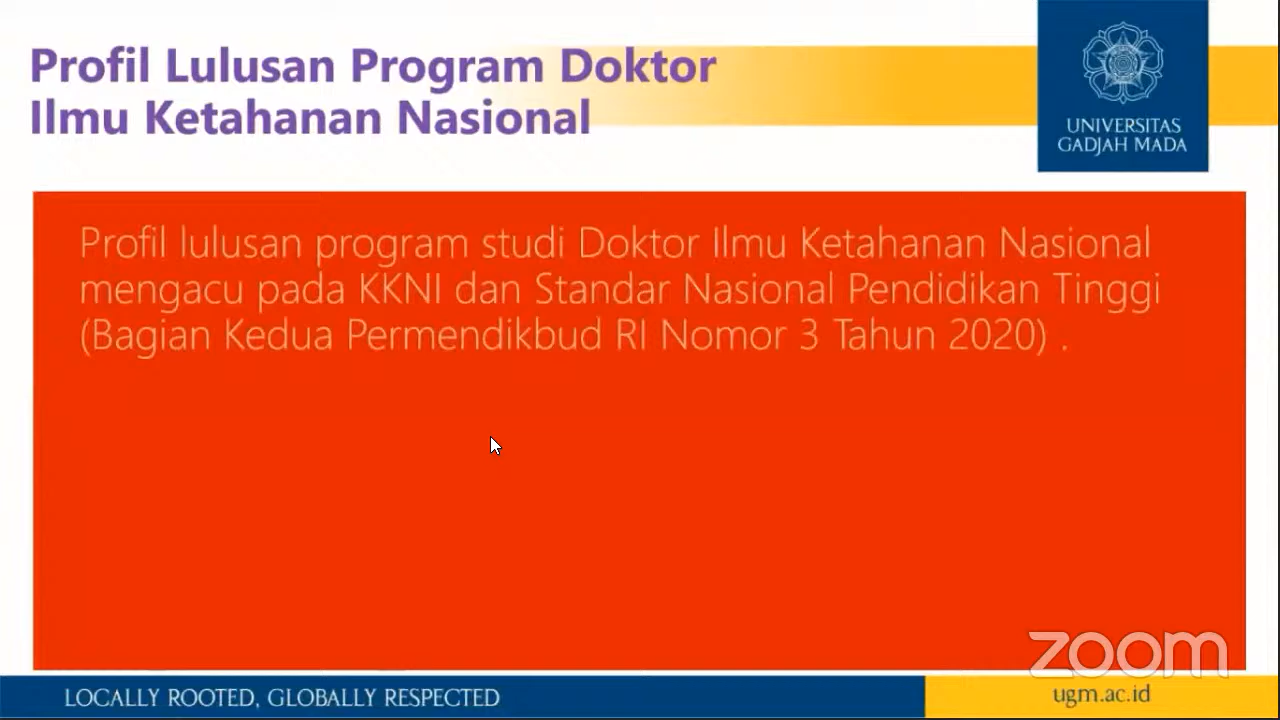 Profil Lulusan Program Doktor
Ilmu Ketahanan Nasional
UNIVERSITAS
GADJAH MADA
Profil lulusan program studi Doktor Ilmu Ketahanan Nasional
mengacu pada KKNI dan Standar Nasional Pendidikan Tinggi
(Bagian Kedua Permendikbud RI Nomor 3 Tahun 2020) .
zoom
LOCALLY ROOTED, GLOBALLY RESPECTED
ugm.ac.id